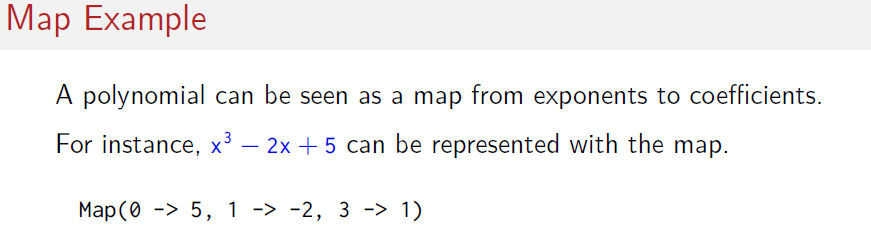 Map Example
A polynomial can be seen as a map from exponents to coefficients.
For instance, x³ − 2x + 5 can be represented with the map.
Map(0 -> 5, 1 -> -2, 3 -> 1)